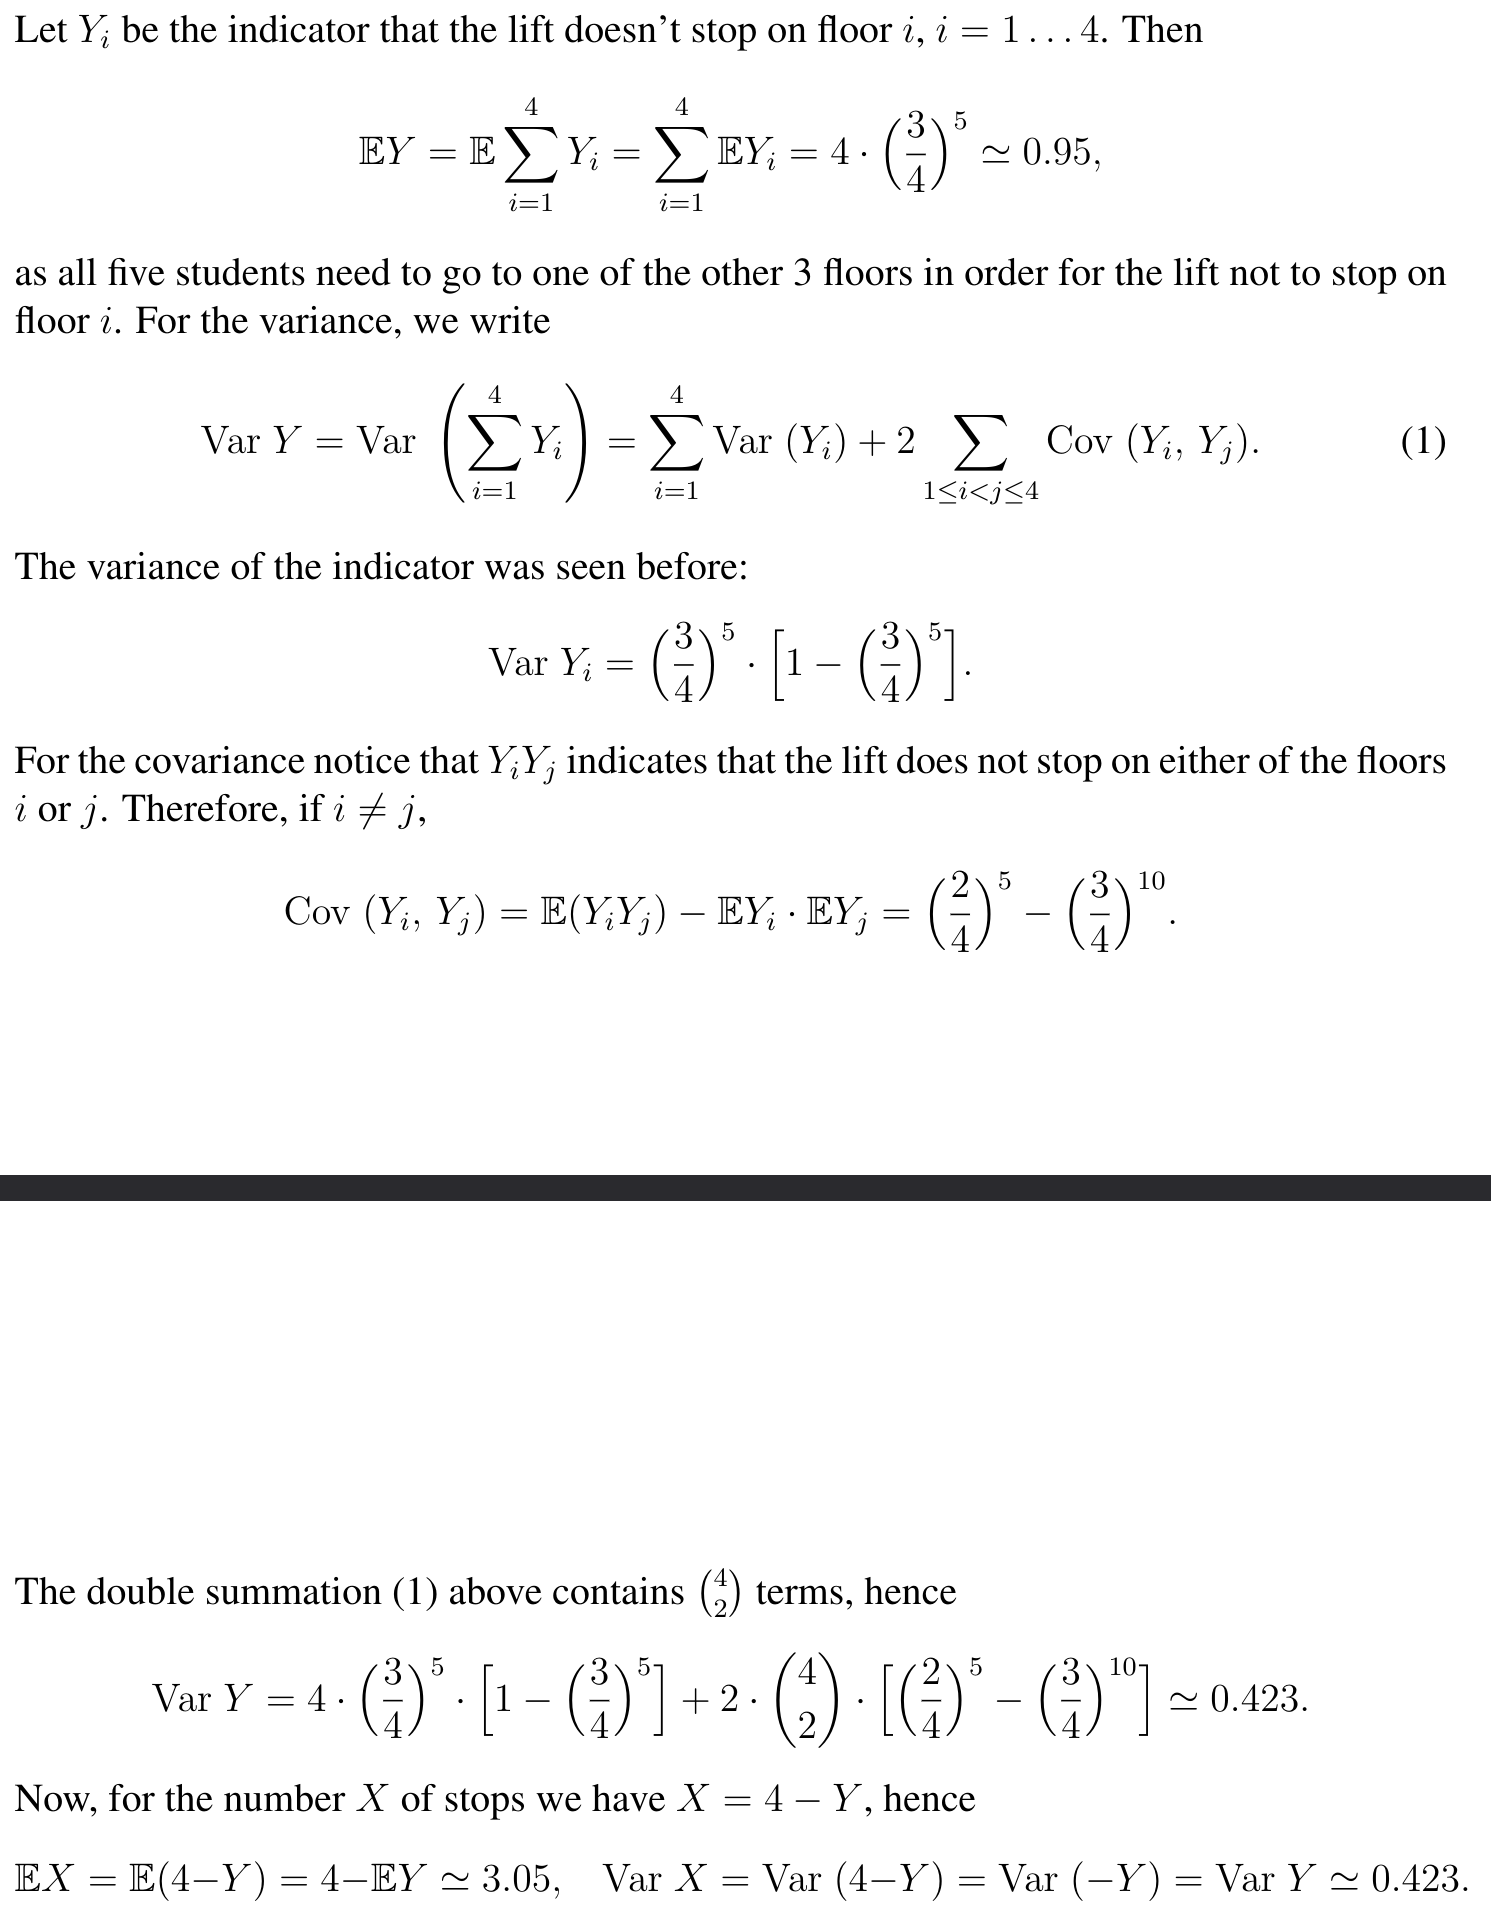 Let $Y_i$ be the indicator that the lift doesn't stop on floor $i$, $i = 1 \ldots 4$. Then
$$\mathbb{E}Y = \mathbb{E}\sum_{i=1}^{4} Y_i = \sum_{i=1}^{4} \mathbb{E}Y_i = 4 \cdot \left(\frac{3}{4}\right)^5 \simeq 0.95,$$
as all five students need to go to one of the other 3 floors in order for the lift not to stop on
floor $i$. For the variance, we write
$$\text{Var } Y = \text{Var }\left(\sum_{i=1}^{4} Y_i\right) = \sum_{i=1}^{4} \text{Var }(Y_i) + 2 \sum_{1 \le i < j \le 4} \text{Cov }(Y_i,\, Y_j). \quad (1)$$
The variance of the indicator was seen before:
$$\text{Var } Y_i = \left(\frac{3}{4}\right)^5 \cdot \left[1 - \left(\frac{3}{4}\right)^5\right].$$
For the covariance notice that $Y_iY_j$ indicates that the lift does not stop on either of the floors
$i$ or $j$. Therefore, if $i \ne j$,
$$\text{Cov }(Y_i,\, Y_j) = \mathbb{E}(Y_iY_j) - \mathbb{E}Y_i \cdot \mathbb{E}Y_j = \left(\frac{2}{4}\right)^5 - \left(\frac{3}{4}\right)^{10}.$$
The double summation (1) above contains $\binom{4}{2}$ terms, hence
$$\text{Var } Y = 4 \cdot \left(\frac{3}{4}\right)^5 \cdot \left[1 - \left(\frac{3}{4}\right)^5\right] + 2 \cdot \binom{4}{2} \cdot \left[\left(\frac{2}{4}\right)^5 - \left(\frac{3}{4}\right)^{10}\right] \simeq 0.423.$$
Now, for the number $X$ of stops we have $X = 4 - Y$, hence
$$\mathbb{E}X = \mathbb{E}(4-Y) = 4-\mathbb{E}Y \simeq 3.05, \quad \text{Var } X = \text{Var }(4-Y) = \text{Var }(-Y) = \text{Var } Y \simeq 0.423.$$